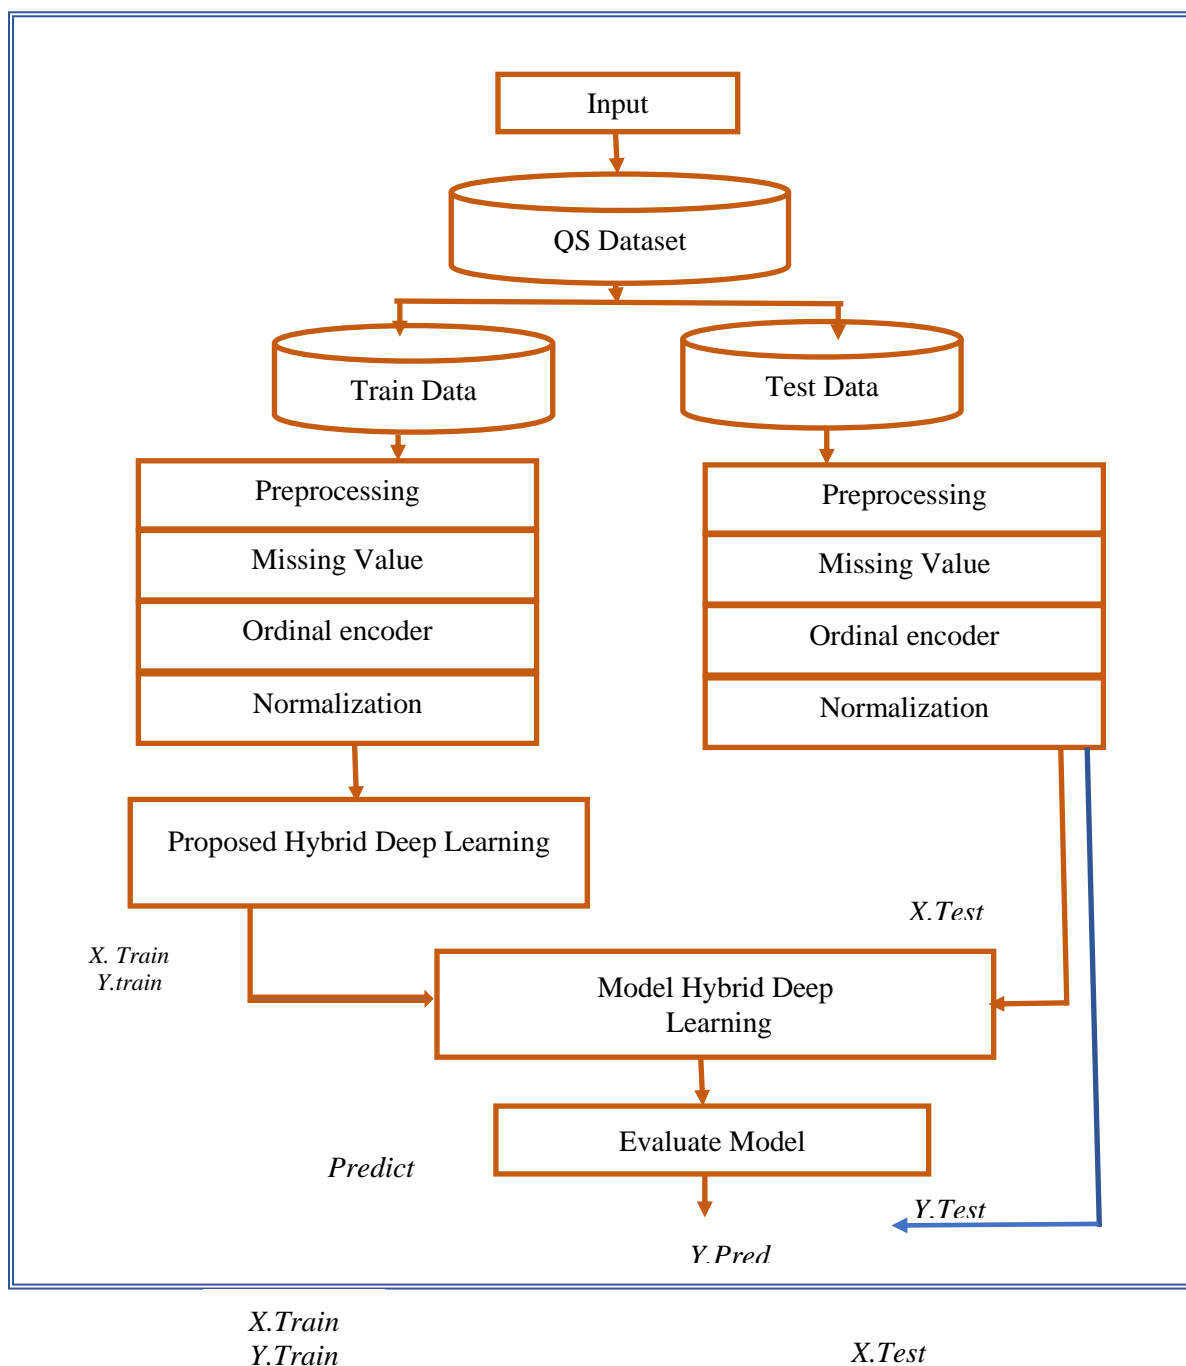 Input
QS Dataset
Train Data
Test Data
Preprocessing
Missing Value
Ordinal encoder
Normalization
Preprocessing
Missing Value
Ordinal encoder
Normalization
Proposed Hybrid Deep Learning
X.Test
X. Train
Y.train
Model Hybrid Deep
Learning
Evaluate Model
Predict
Y.Test
Y.Pred
X.Train
Y.Train
X.Test